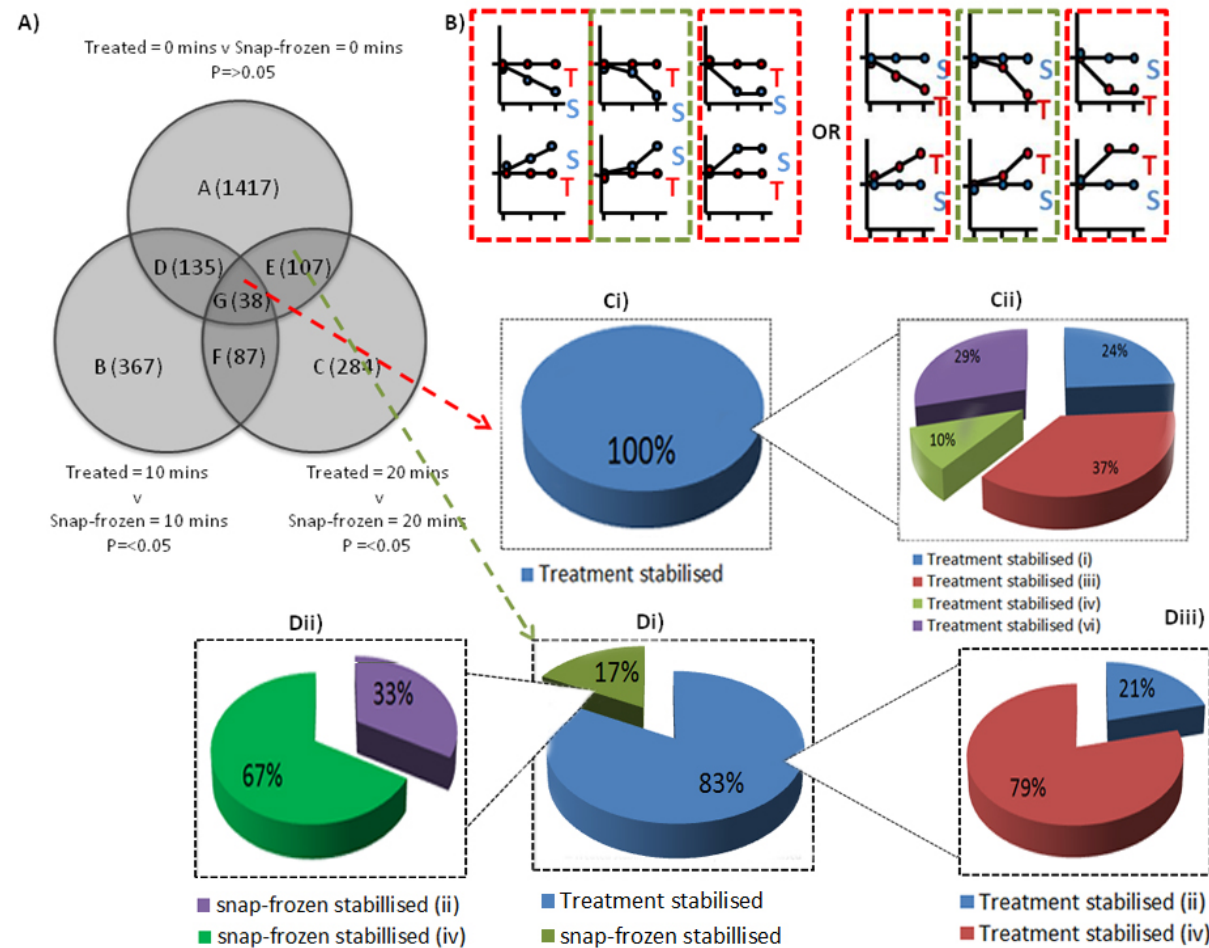 A)
Treated = 0 mins v Snap-frozen = 0 mins
P=>0.05
A (1417)
D (135)
E (107)
G (38)
B (367)
F (87)
C (284)
Treated = 10 mins
v
Snap-frozen = 10 mins
P=<0.05
Treated = 20 mins
v
Snap-frozen = 20 mins
P =<0.05
B)
T
S
T
S
T
S
S
T
S
T
S
T
OR
S
T
S
T
S
T
T
S
T
S
T
S
Ci)
100%
Treatment stabilised
Cii)
29%
24%
10%
37%
Treatment stabilised (i)
Treatment stabilised (iii)
Treatment stabilised (iv)
Treatment stabilised (vi)
Dii)
33%
67%
snap-frozen stabillised (ii)
snap-frozen stabilised (iv)
Di)
17%
83%
Treatment stabilised
snap-frozen stabilised
Diii)
21%
79%
Treatment stabilised (ii)
Treatment stabilised (iv)